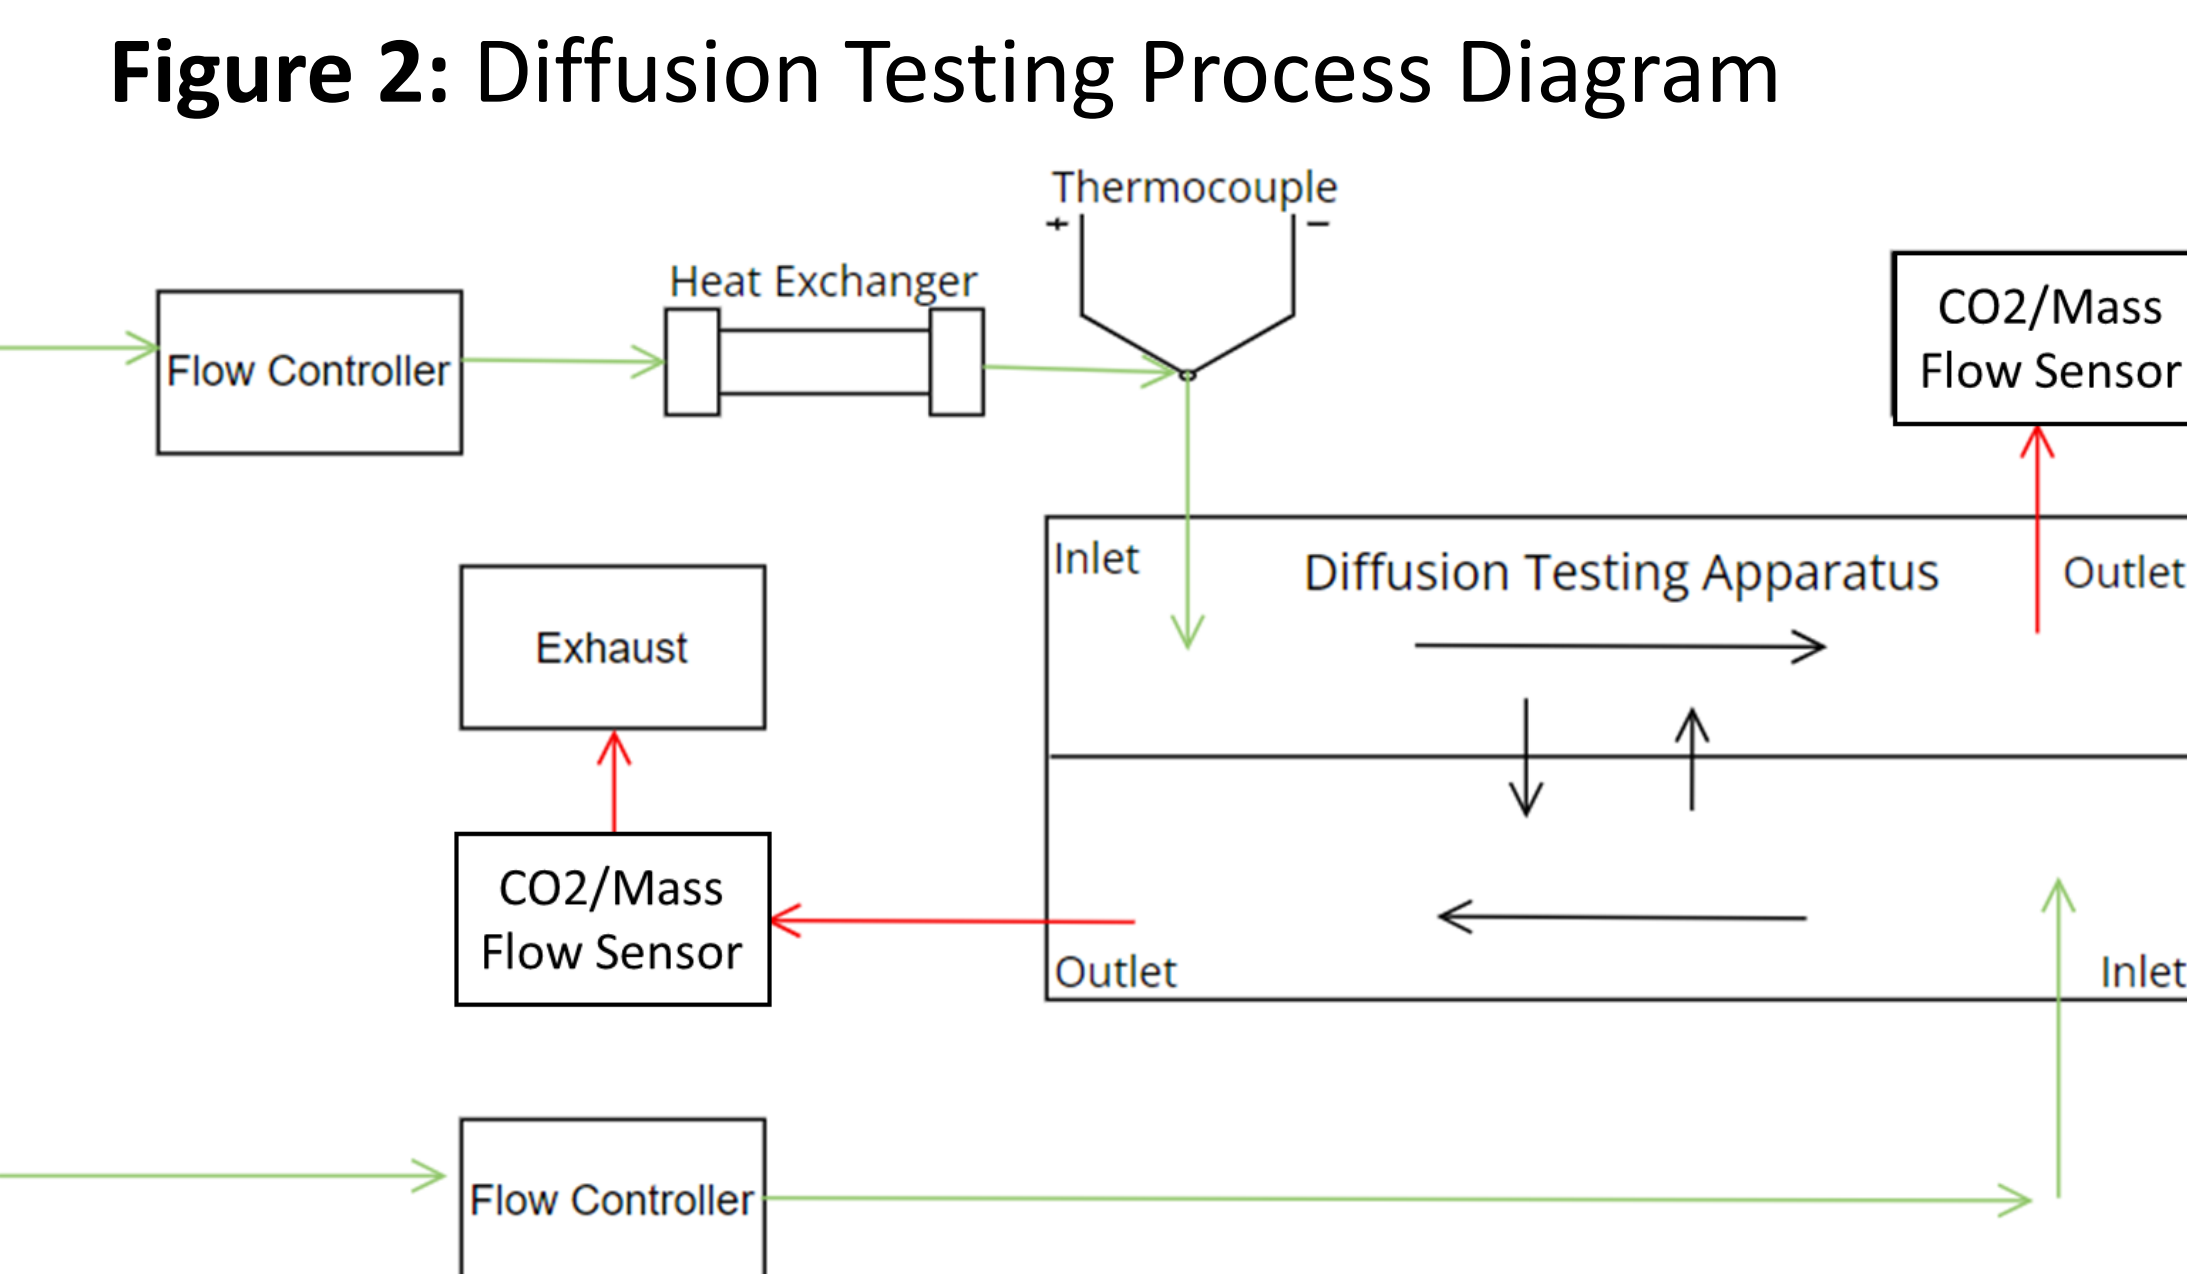 Figure 2: Diffusion Testing Process Diagram
Thermocouple
+ −
Heat Exchanger
Flow Controller
CO2/Mass
Flow Sensor
Inlet
Diffusion Testing Apparatus
Outlet
Exhaust
CO2/Mass
Flow Sensor
Outlet
Inlet
Flow Controller